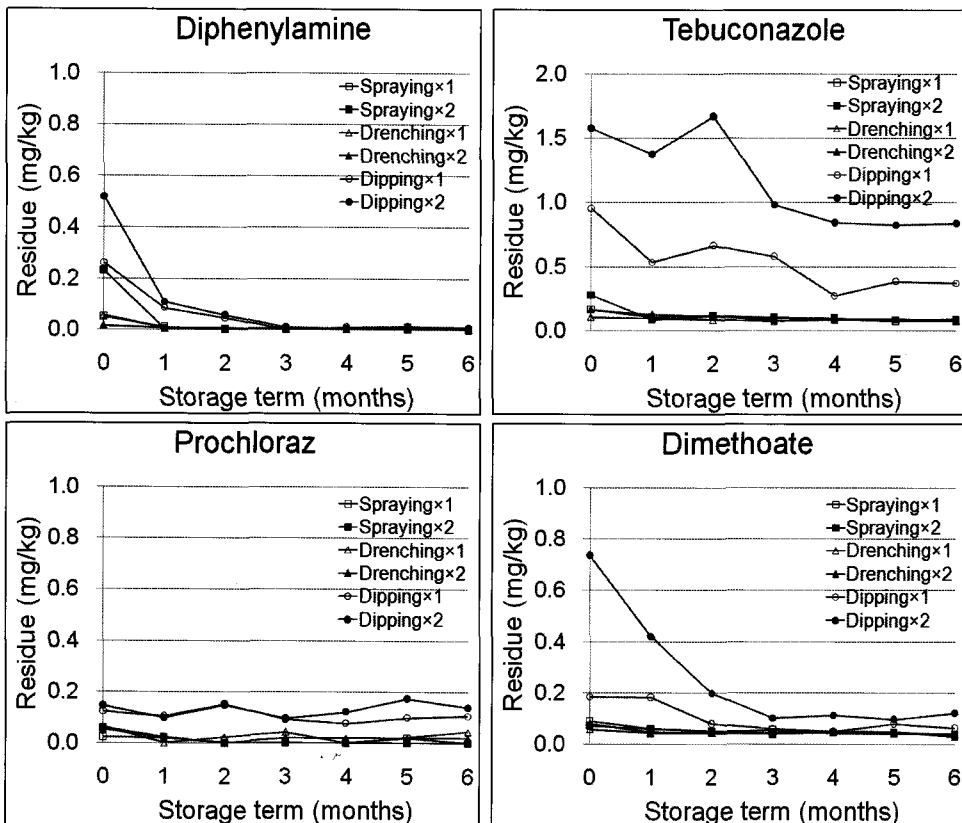 Diphenylamine
1.0
0.8
0.6
0.4
0.2
0.0
Residue (mg/kg)
Spraying×1
Spraying×2
Drenching×1
Drenching×2
Dipping×1
Dipping×2
0 1 2 3 4 5 6
Storage term (months)
Tebuconazole
2.0
1.5
1.0
0.5
0.0
Residue (mg/kg)
Spraying×1
Spraying×2
Drenching×1
Drenching×2
Dipping×1
Dipping×2
0 1 2 3 4 5 6
Storage term (months)
Prochloraz
1.0
0.8
0.6
0.4
0.2
0.0
Residue (mg/kg)
Spraying×1
Spraying×2
Drenching×1
Drenching×2
Dipping×1
Dipping×2
0 1 2 3 4 5 6
Storage term (months)
Dimethoate
1.0
0.8
0.6
0.4
0.2
0.0
Residue (mg/kg)
Spraying×1
Spraying×2
Drenching×1
Drenching×2
Dipping×1
Dipping×2
0 1 2 3 4 5 6
Storage term (months)